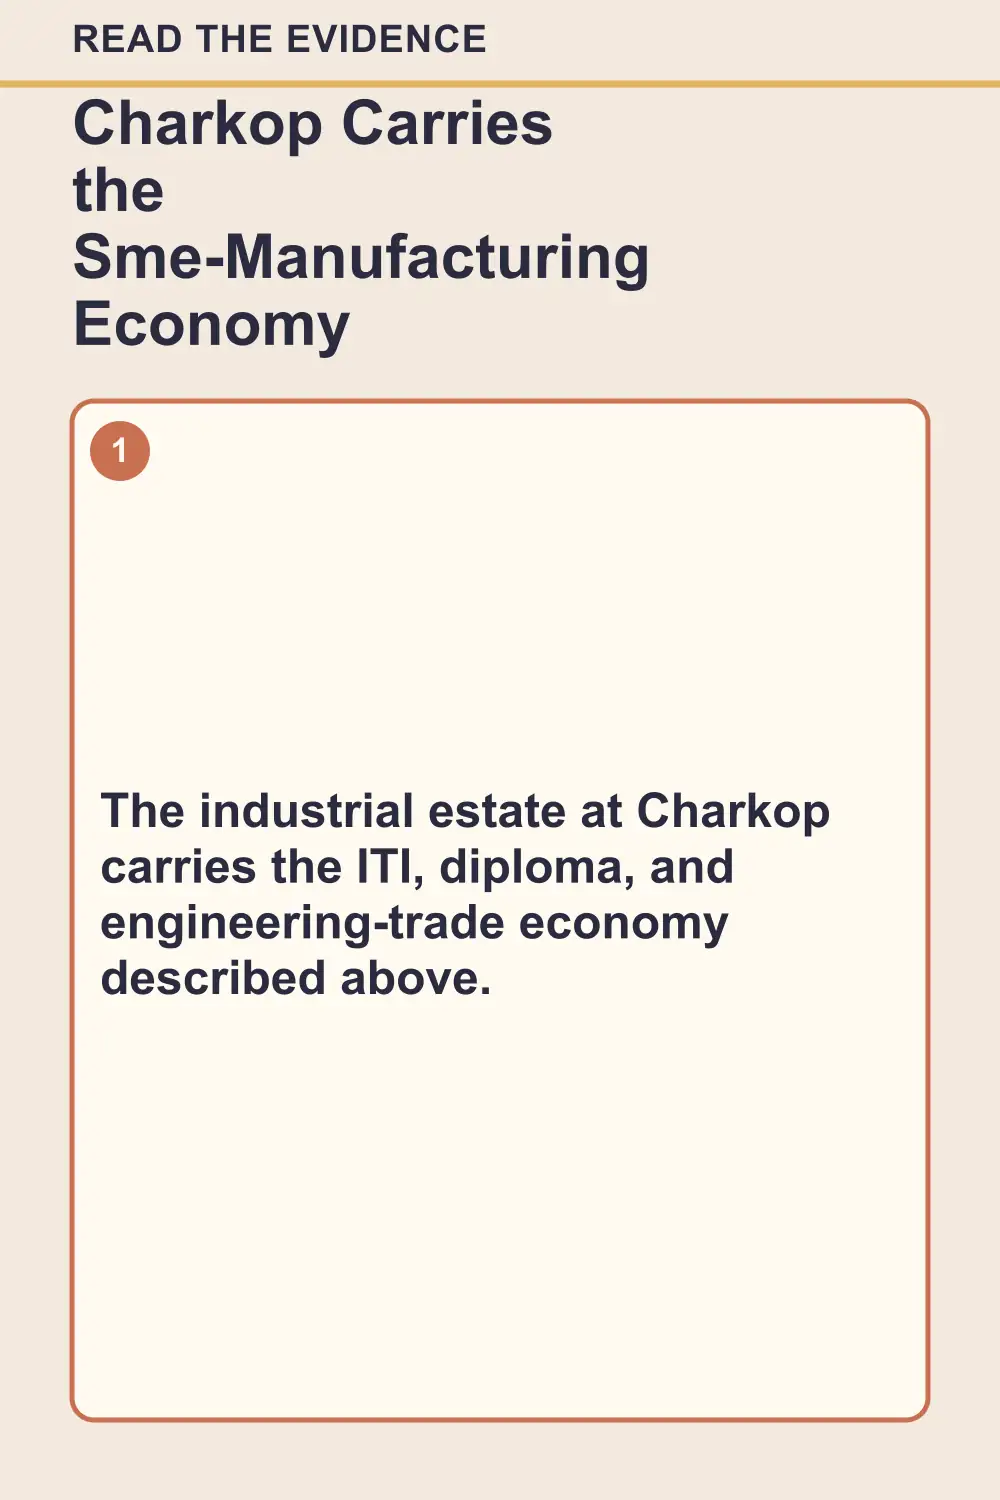 READ THE EVIDENCE
Charkop Carries
the
Sme-Manufacturing
Economy
1
The industrial estate at Charkop
carries the ITI, diploma, and
engineering-trade economy
described above.